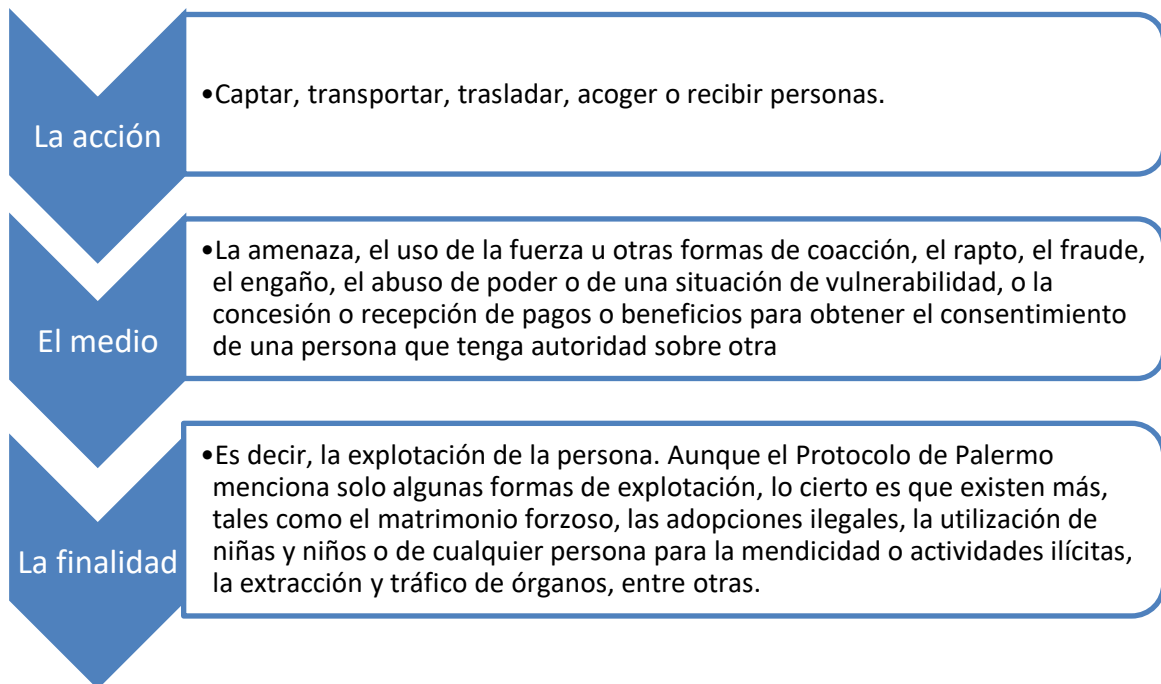 La acción
•Captar, transportar, trasladar, acoger o recibir personas.
El medio
•La amenaza, el uso de la fuerza u otras formas de coacción, el rapto, el fraude,
el engaño, el abuso de poder o de una situación de vulnerabilidad, o la
concesión o recepción de pagos o beneficios para obtener el consentimiento
de una persona que tenga autoridad sobre otra
La finalidad
•Es decir, la explotación de la persona. Aunque el Protocolo de Palermo
menciona solo algunas formas de explotación, lo cierto es que existen más,
tales como el matrimonio forzoso, las adopciones ilegales, la utilización de
niñas y niños o de cualquier persona para la mendicidad o actividades ilícitas,
la extracción y tráfico de órganos, entre otras.